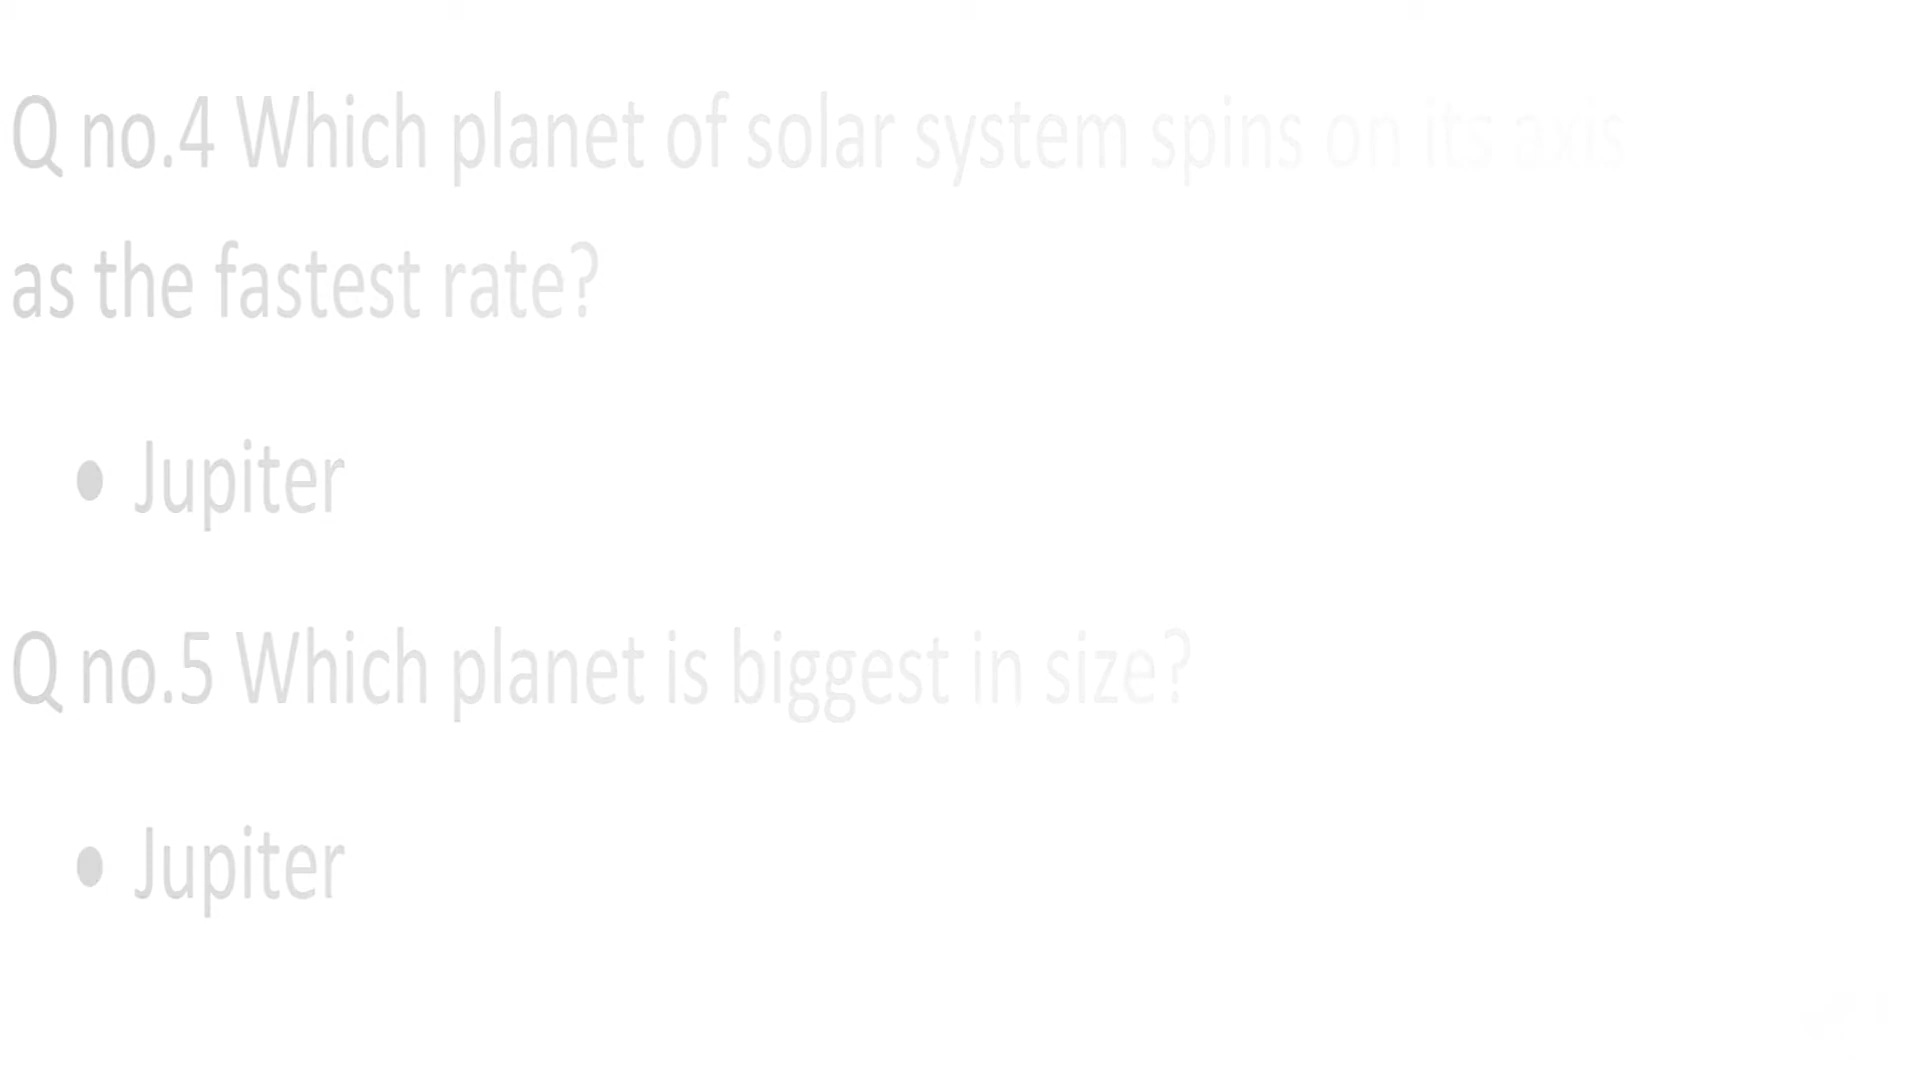 Q no.4 Which planet of solar system spins on its axis
as the fastest rate?
• Jupiter
Q no.5 Which planet is biggest in size?
• Jupiter